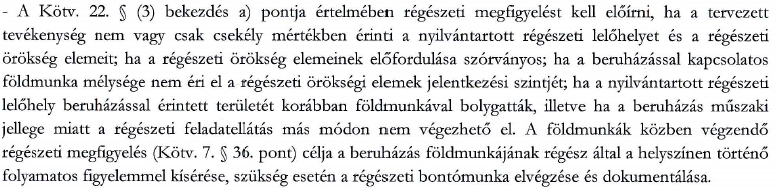 - A Kötv. 22. § (3) bekezdés a) pontja értelmében régészeti megfigyelést kell előírni, ha a tervezett
tevékenység nem vagy csak csekély mértékben érinti a nyilvántartott régészeti lelőhelyet és a régészeti
örökség elemeit; ha a régészeti örökség elemeinek előfordulása szórványos; ha a beruházással kapcsolatos
földmunka mélysége nem éri el a régészeti örökségi elemek jelentkezési szintjét; ha a nyilvántartott régészeti
lelőhely beruházással érintett területét korábban földmunkával bolygatták, illetve ha a beruházás műszaki
jellege miatt a régészeti feladatellátás más módon nem végezhető el. A földmunkák közben végzendő
régészeti megfigyelés (Kötv. 7. § 36. pont) célja a beruházás földmunkájának régész által a helyszínen történő
folyamatos figyelemmel kísérése, szükség esetén a régészeti bontómunka elvégzése és dokumentálása.